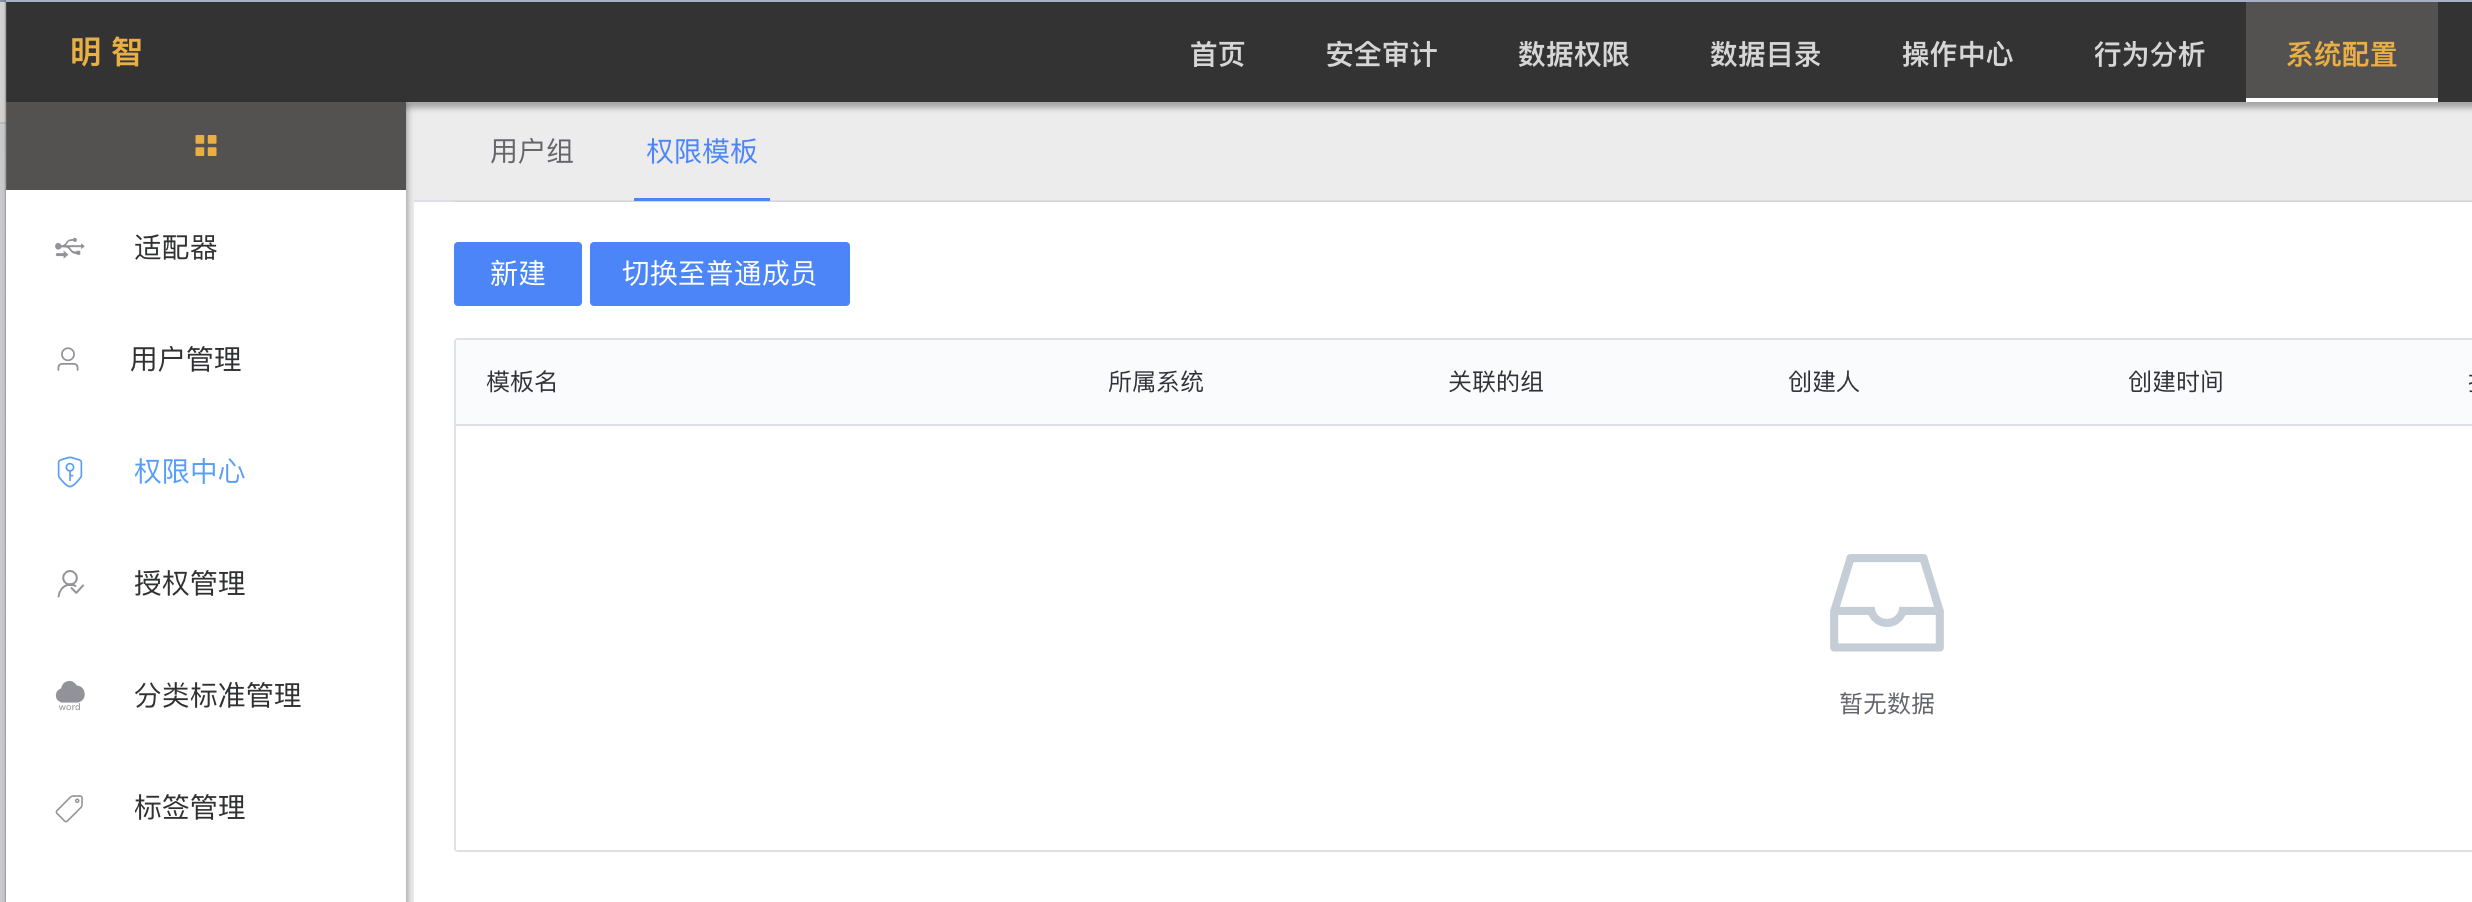 明智
首页 安全审计 数据权限 数据目录 操作中心 行为分析 系统配置
用户组 权限模板
适配器
用户管理
权限中心
授权管理
word
分类标准管理
标签管理
新建 切换至普通成员
模板名 所属系统 关联的组 创建人 创建时间
暂无数据